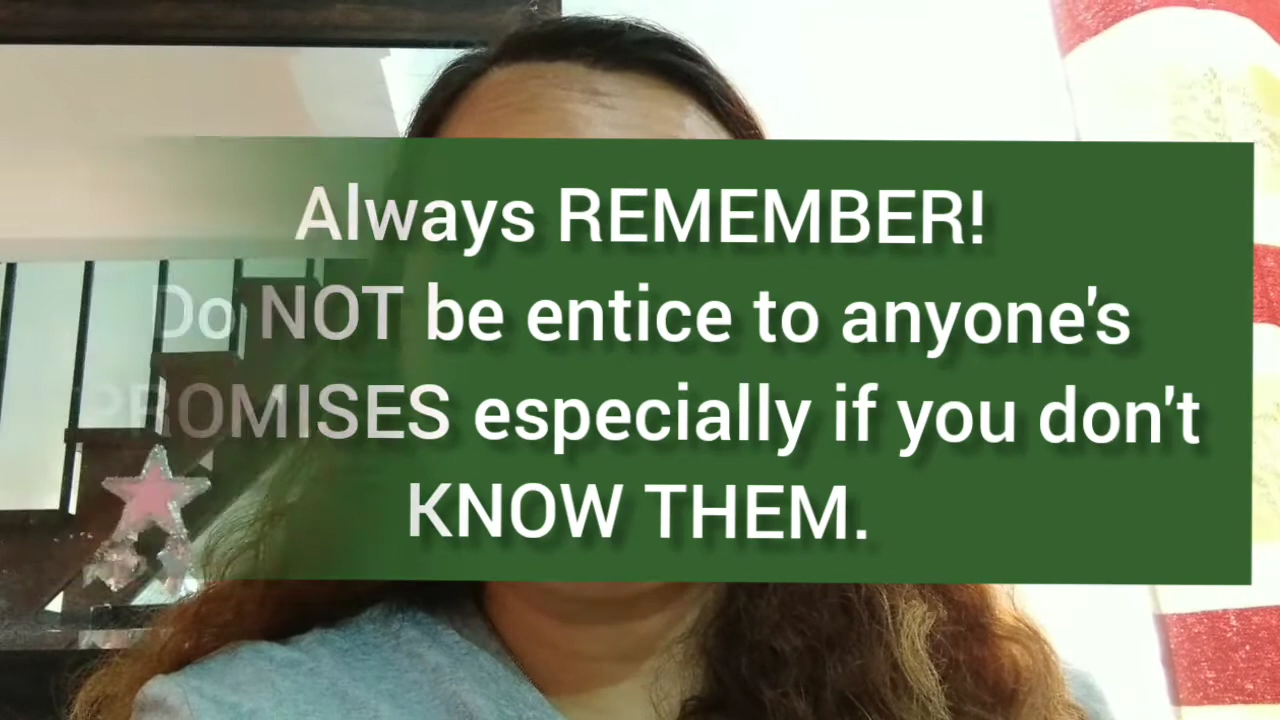 Always REMEMBER!
Do NOT be entice to anyone's
PROMISES especially if you don't
KNOW THEM.